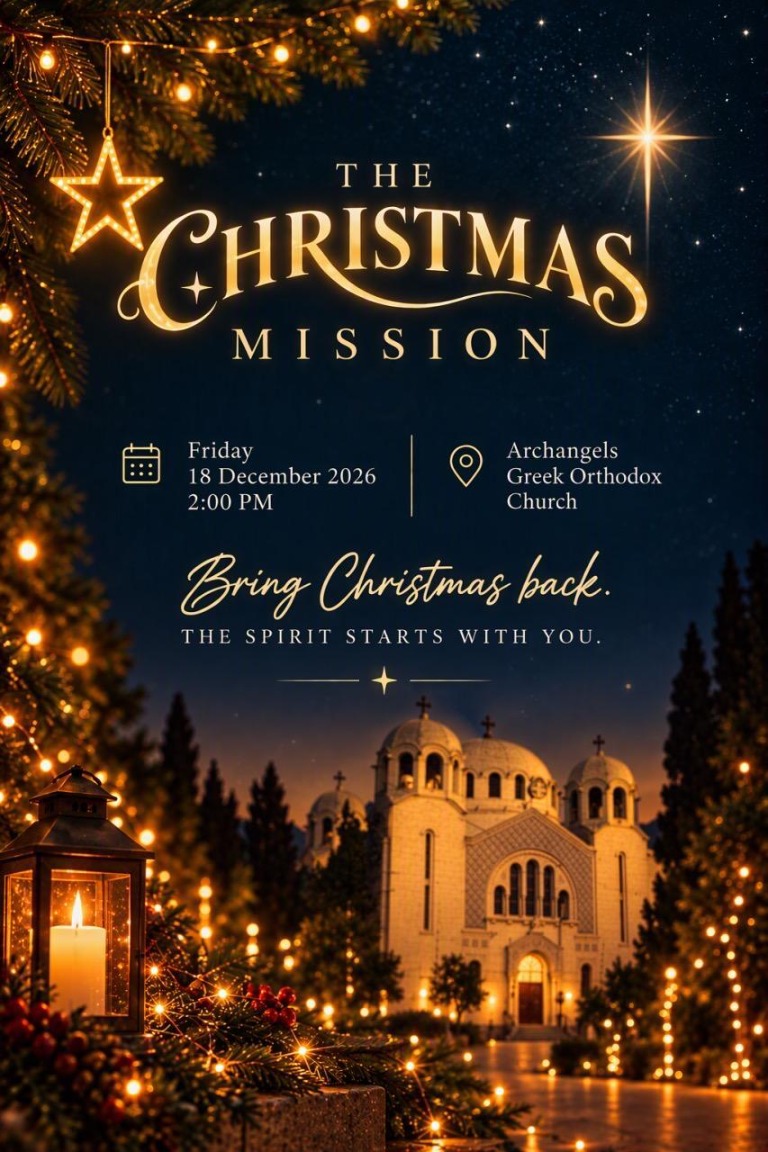 THE
CHRISTMAS
MISSION
Friday
18 December 2026
2:00 PM
Archangels
Greek Orthodox
Church
Bring Christmas back.
THE SPIRIT STARTS WITH YOU.